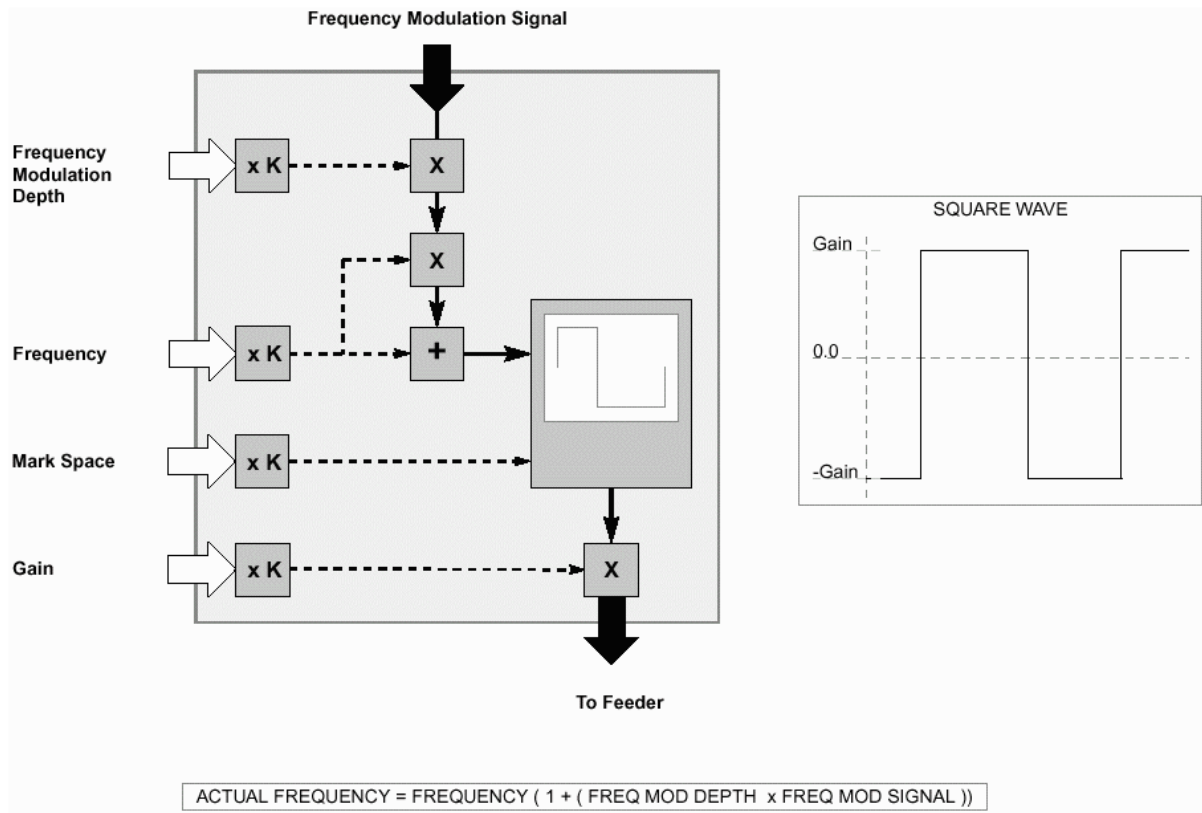 Frequency Modulation Signal
Frequency
Modulation
Depth
x K
X
X
Frequency
x K
+
Mark Space
x K
Gain
x K
X
To Feeder
SQUARE WAVE
Gain
0.0
-Gain
ACTUAL FREQUENCY = FREQUENCY ( 1 + ( FREQ MOD DEPTH x FREQ MOD SIGNAL ))